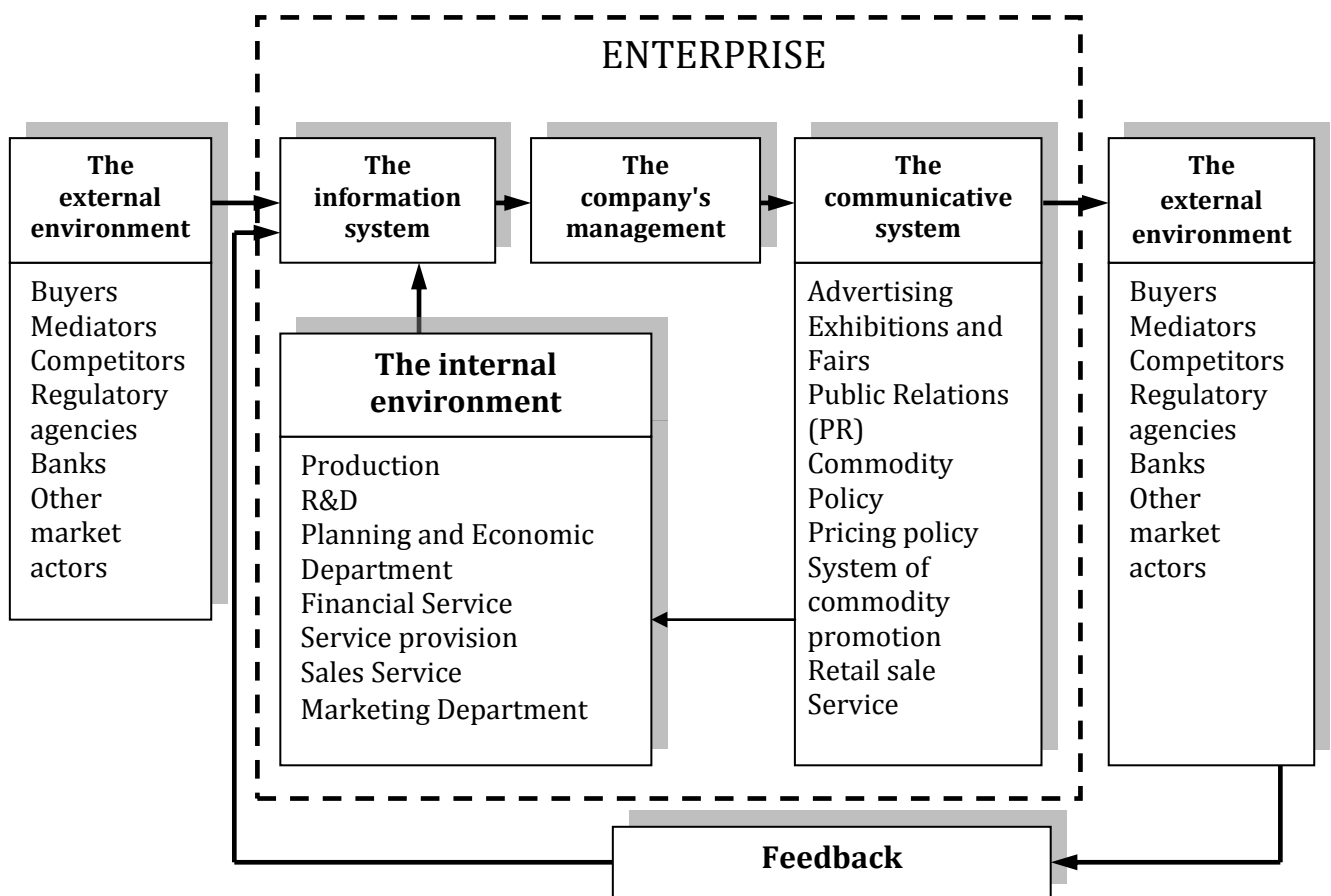 ENTERPRISE
The
external
environment
Buyers
Mediators
Competitors
Regulatory
agencies
Banks
Other
market
actors
The
information
system
The
company's
management
The internal
environment
Production
R&D
Planning and Economic
Department
Financial Service
Service provision
Sales Service
Marketing Department
The
communicative
system
Advertising
Exhibitions and
Fairs
Public Relations
(PR)
Commodity
Policy
Pricing policy
System of
commodity
promotion
Retail sale
Service
The
external
environment
Buyers
Mediators
Competitors
Regulatory
agencies
Banks
Other
market
actors
Feedback